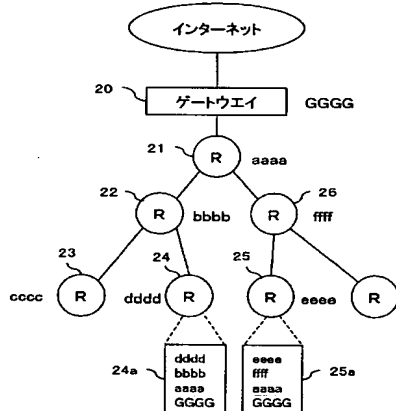 インターネット
20
ゲートウエイ GGGG
21
R aaaa
22 26
R bbbb R ffff
23 24 25
cccc R dddd R R eeee R
24a
dddd
bbbb
aaaa
GGGG
eeee
ffff
aaaa
GGGG
25a